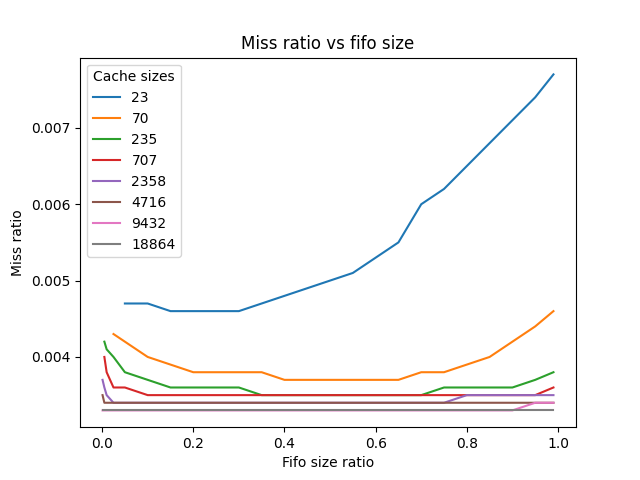 Miss ratio vs fifo size
Cache sizes
23
70
235
707
2358
4716
9432
18864
0.007
0.006
0.005
0.004
Miss ratio
0.0 0.2 0.4 0.6 0.8 1.0
Fifo size ratio